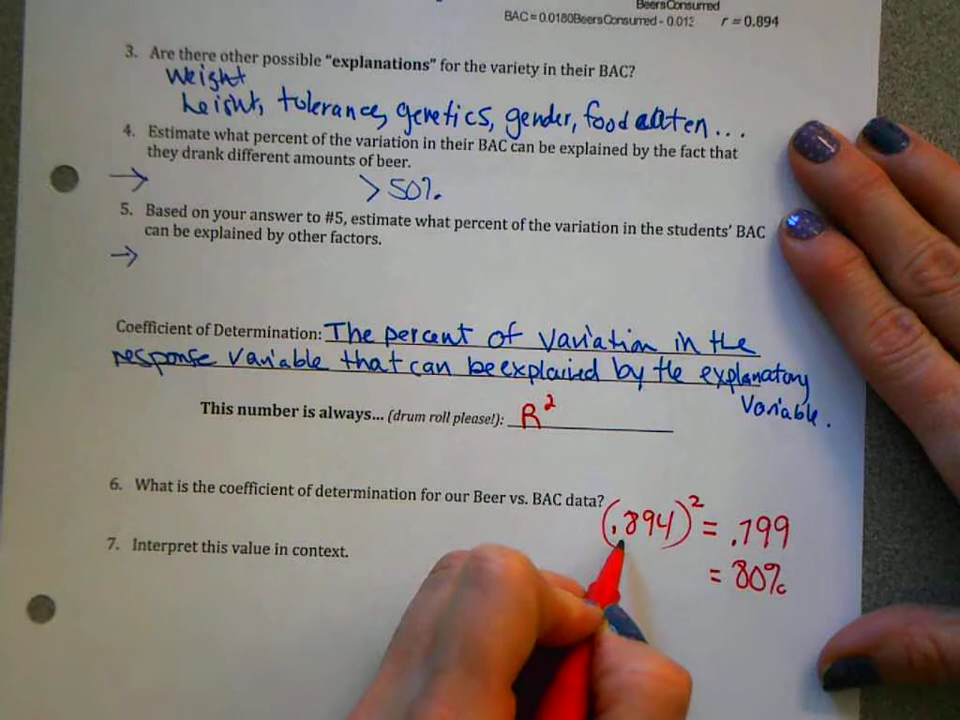 BeersConsumed
BAC = 0.0180BeersConsumed - 0.012 r = 0.894
3. Are there other possible "explanations" for the variety in their BAC?
Weight
height, tolerance, genetics, gender, food eaten...
4. Estimate what percent of the variation in their BAC can be explained by the fact that
they drank different amounts of beer.
→ > 50%
5. Based on your answer to #5, estimate what percent of the variation in the students' BAC
can be explained by other factors.
→
Coefficient of Determination: The percent of variation in the
response variable that can be explained by the explanatory
variable.
This number is always... (drum roll please!): R²
6. What is the coefficient of determination for our Beer vs. BAC data?
(.894)² = .799
7. Interpret this value in context.
= 80%